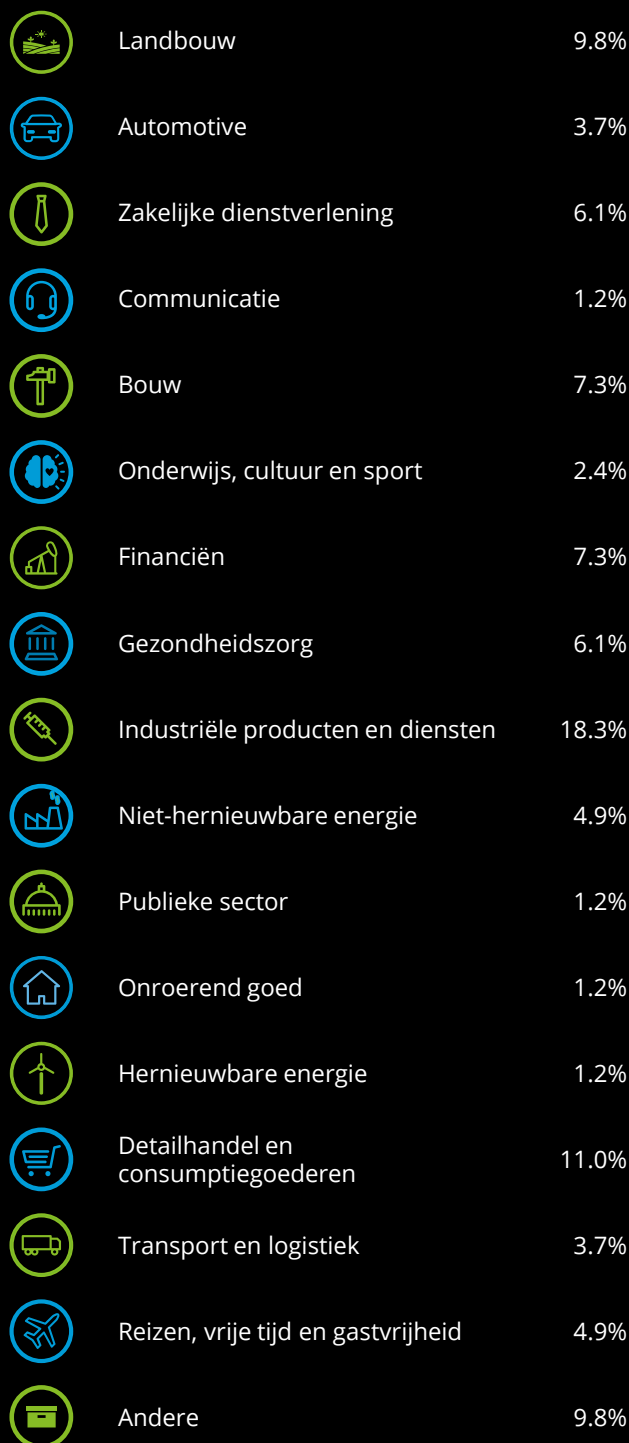 Landbouw 9.8%
Automotive 3.7%
Zakelijke dienstverlening 6.1%
Communicatie 1.2%
Bouw 7.3%
Onderwijs, cultuur en sport 2.4%
Financiën 7.3%
Gezondheidszorg 6.1%
Industriële producten en diensten 18.3%
Niet-hernieuwbare energie 4.9%
Publieke sector 1.2%
Onroerend goed 1.2%
Hernieuwbare energie 1.2%
Detailhandel en
consumptiegoederen 11.0%
Transport en logistiek 3.7%
Reizen, vrije tijd en gastvrijheid 4.9%
Andere 9.8%